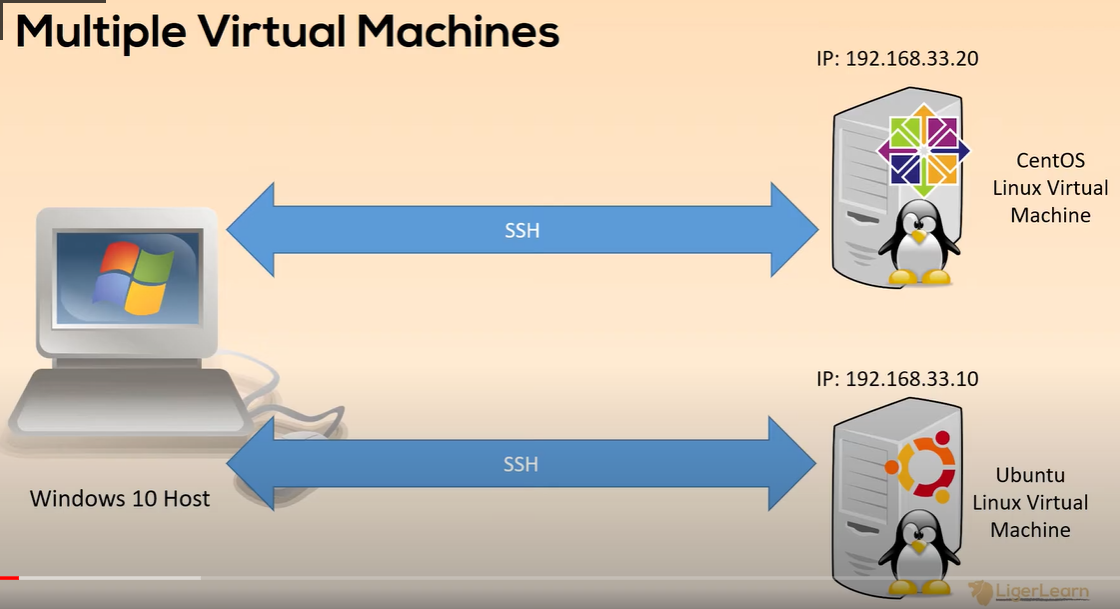 Multiple Virtual Machines
IP: 192.168.33.20
CentOS
Linux Virtual
Machine
SSH
IP: 192.168.33.10
SSH
Ubuntu
Linux Virtual
Machine
Windows 10 Host
LigerLearn